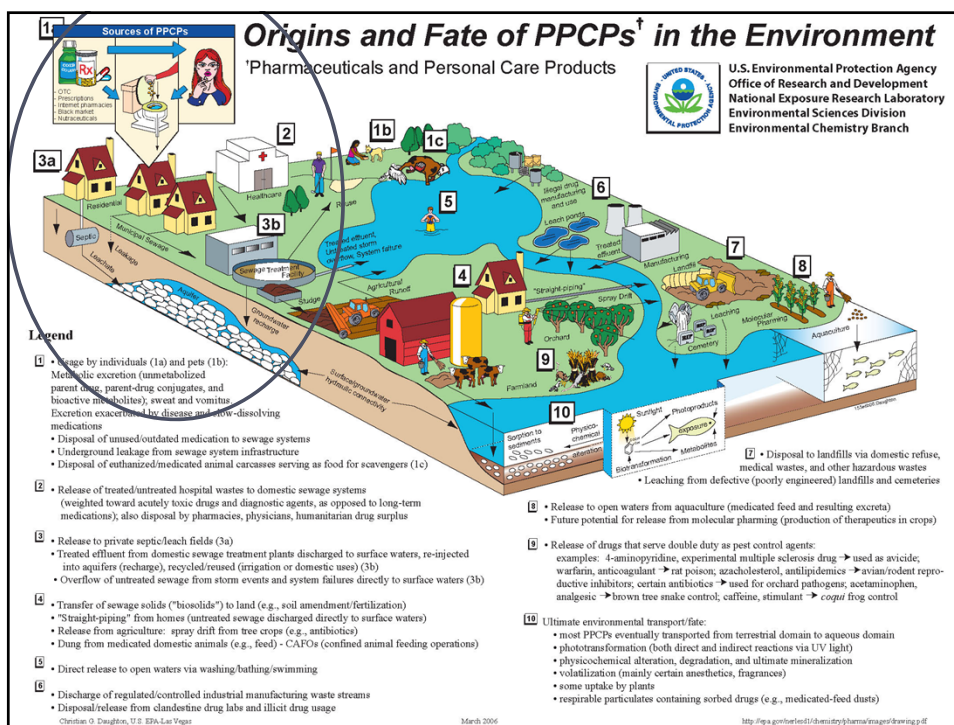 Origins and Fate of PPCPs† in the Environment
†Pharmaceuticals and Personal Care Products
U.S. Environmental Protection Agency
Office of Research and Development
National Exposure Research Laboratory
Environmental Sciences Division
Environmental Chemistry Branch
UNITED STATES
ENVIRONMENTAL PROTECTION AGENCY
Sources of PPCPs
Rx
- OTC
- Prescriptions
- Internet pharmacies
- Black market
- Nutraceuticals
2
1b
1c
3a
Healthcare
Residential
Reuse
5
6
Illegal drug
manufacturing
and use
Leach ponds
3b
Septic
Municipal Sewage
Leakage
Leachate
Sewage Treatment
Facility
Sludge
Treated effluent,
Untreated storm
overflow, System failure
Treated
effluent
Manufacturing
7
Landfill
8
4
Agricultural
Runoff
"Straight-piping"
Spray Drift
Leaching
Molecular
Pharming
Aquaculture
Aquifer
Groundwater
recharge
Orchard
Cemetery
RIP
RIP
9
Farmland
Surface/groundwater
hydraulic connectivity
10
Sorption to
sediments
Physico-
chemical
alteration
Sunlight
Photoproducts
Exposure
Metabolites
Biotransformation
Legend
1 • Usage by individuals (1a) and pets (1b):
Metabolic excretion (unmetabolized
parent drug, parent-drug conjugates, and
bioactive metabolites); sweat and vomitus.
Excretion exacerbated by disease and slow-dissolving
medications
• Disposal of unused/outdated medication to sewage systems
• Underground leakage from sewage system infrastructure
• Disposal of euthanized/medicated animal carcasses serving as food for scavengers (1c)
2 • Release of treated/untreated hospital wastes to domestic sewage systems
(weighted toward acutely toxic drugs and diagnostic agents, as opposed to long-term
medications); also disposal by pharmacies, physicians, humanitarian drug surplus
3 • Release to private septic/leach fields (3a)
• Treated effluent from domestic sewage treatment plants discharged to surface waters, re-injected
into aquifers (recharge), recycled/reused (irrigation or domestic uses) (3b)
• Overflow of untreated sewage from storm events and system failures directly to surface waters (3b)
4 • Transfer of sewage solids ("biosolids") to land (e.g., soil amendment/fertilization)
• "Straight-piping" from homes (untreated sewage discharged directly to surface waters)
• Release from agriculture: spray drift from tree crops (e.g., antibiotics)
• Dung from medicated domestic animals (e.g., feed) - CAFOs (confined animal feeding operations)
5 • Direct release to open waters via washing/bathing/swimming
6 • Discharge of regulated/controlled industrial manufacturing waste streams
• Disposal/release from clandestine drug labs and illicit drug usage
7 • Disposal to landfills via domestic refuse,
medical wastes, and other hazardous wastes
• Leaching from defective (poorly engineered) landfills and cemeteries
8 • Release to open waters from aquaculture (medicated feed and resulting excreta)
• Future potential for release from molecular pharming (production of therapeutics in crops)
9 • Release of drugs that serve double duty as pest control agents:
examples: 4-aminopyridine, experimental multiple sclerosis drug → used as avicide;
warfarin, anticoagulant → rat poison; azacholesterol, antilipidemics → avian/rodent repro-
ductive inhibitors; certain antibiotics → used for orchard pathogens; acetaminophen,
analgesic → brown tree snake control; caffeine, stimulant → coqui frog control
10 Ultimate environmental transport/fate:
• most PPCPs eventually transported from terrestrial domain to aqueous domain
• phototransformation (both direct and indirect reactions via UV light)
• physicochemical alteration, degradation, and ultimate mineralization
• volatilization (mainly certain anesthetics, fragrances)
• some uptake by plants
• respirable particulates containing sorbed drugs (e.g., medicated-feed dusts)
Christian G. Daughton, U.S. EPA-Las Vegas
March 2006